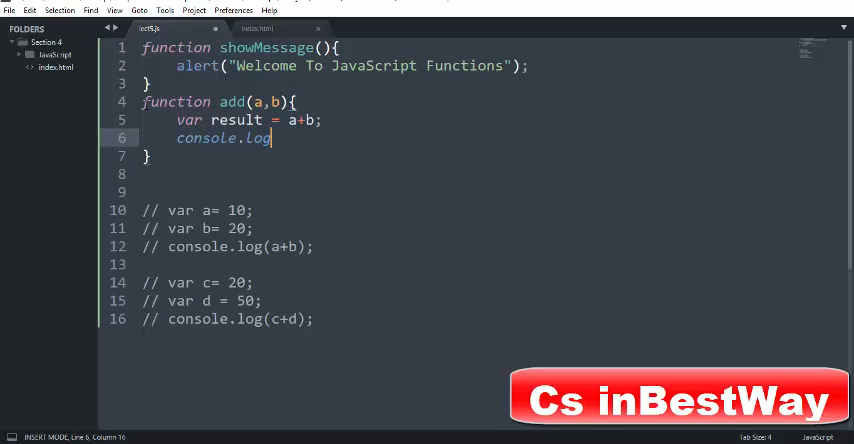 File Edit Selection Find View Goto Tools Project Preferences Help
FOLDERS
Section 4
JavaScript
index.html
lect5.js
index.html
1 function showMessage(){
2 alert("Welcome To JavaScript Functions");
3 }
4 function add(a,b){
5 var result = a+b;
6 console.log
7 }
8
9
10 // var a= 10;
11 // var b= 20;
12 // console.log(a+b);
13
14 // var c= 20;
15 // var d = 50;
16 // console.log(c+d);
Cs inBestWay
INSERT MODE, Line 6, Column 16
Tab Size: 4
JavaScript